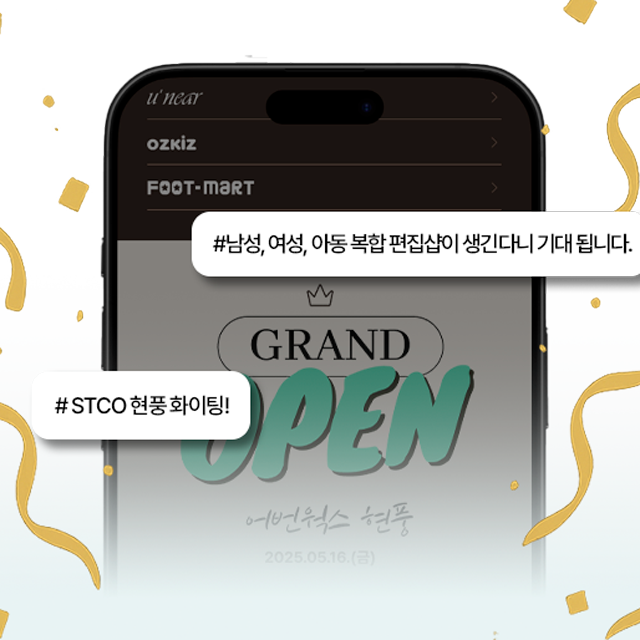 u'near
OZKIZ
FOOT-MART
#남성, 여성, 아동 복합 편집샵이 생긴다니 기대 됩니다.
GRAND
OPEN
# STCO 현풍 화이팅!
어번웍스 현풍
2025.05.16.(금)